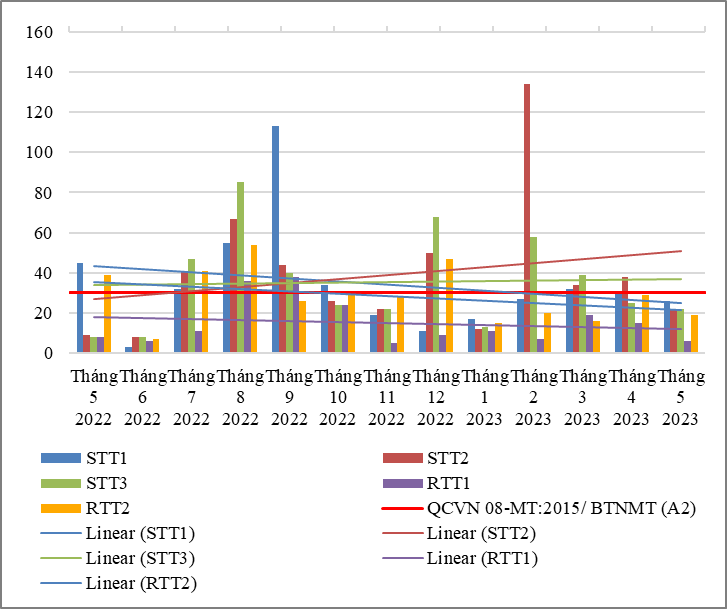 160
140
120
100
80
60
40
20
0
Tháng Tháng Tháng Tháng Tháng Tháng Tháng Tháng Tháng Tháng Tháng Tháng Tháng
5 6 7 8 9 10 11 12 1 2 3 4 5
2022 2022 2022 2022 2022 2022 2022 2022 2023 2023 2023 2023 2023
STT1 STT2
STT3 RTT1
RTT2 QCVN 08-MT:2015/ BTNMT (A2)
Linear (STT1) Linear (STT2)
Linear (STT3) Linear (RTT1)
Linear (RTT2)